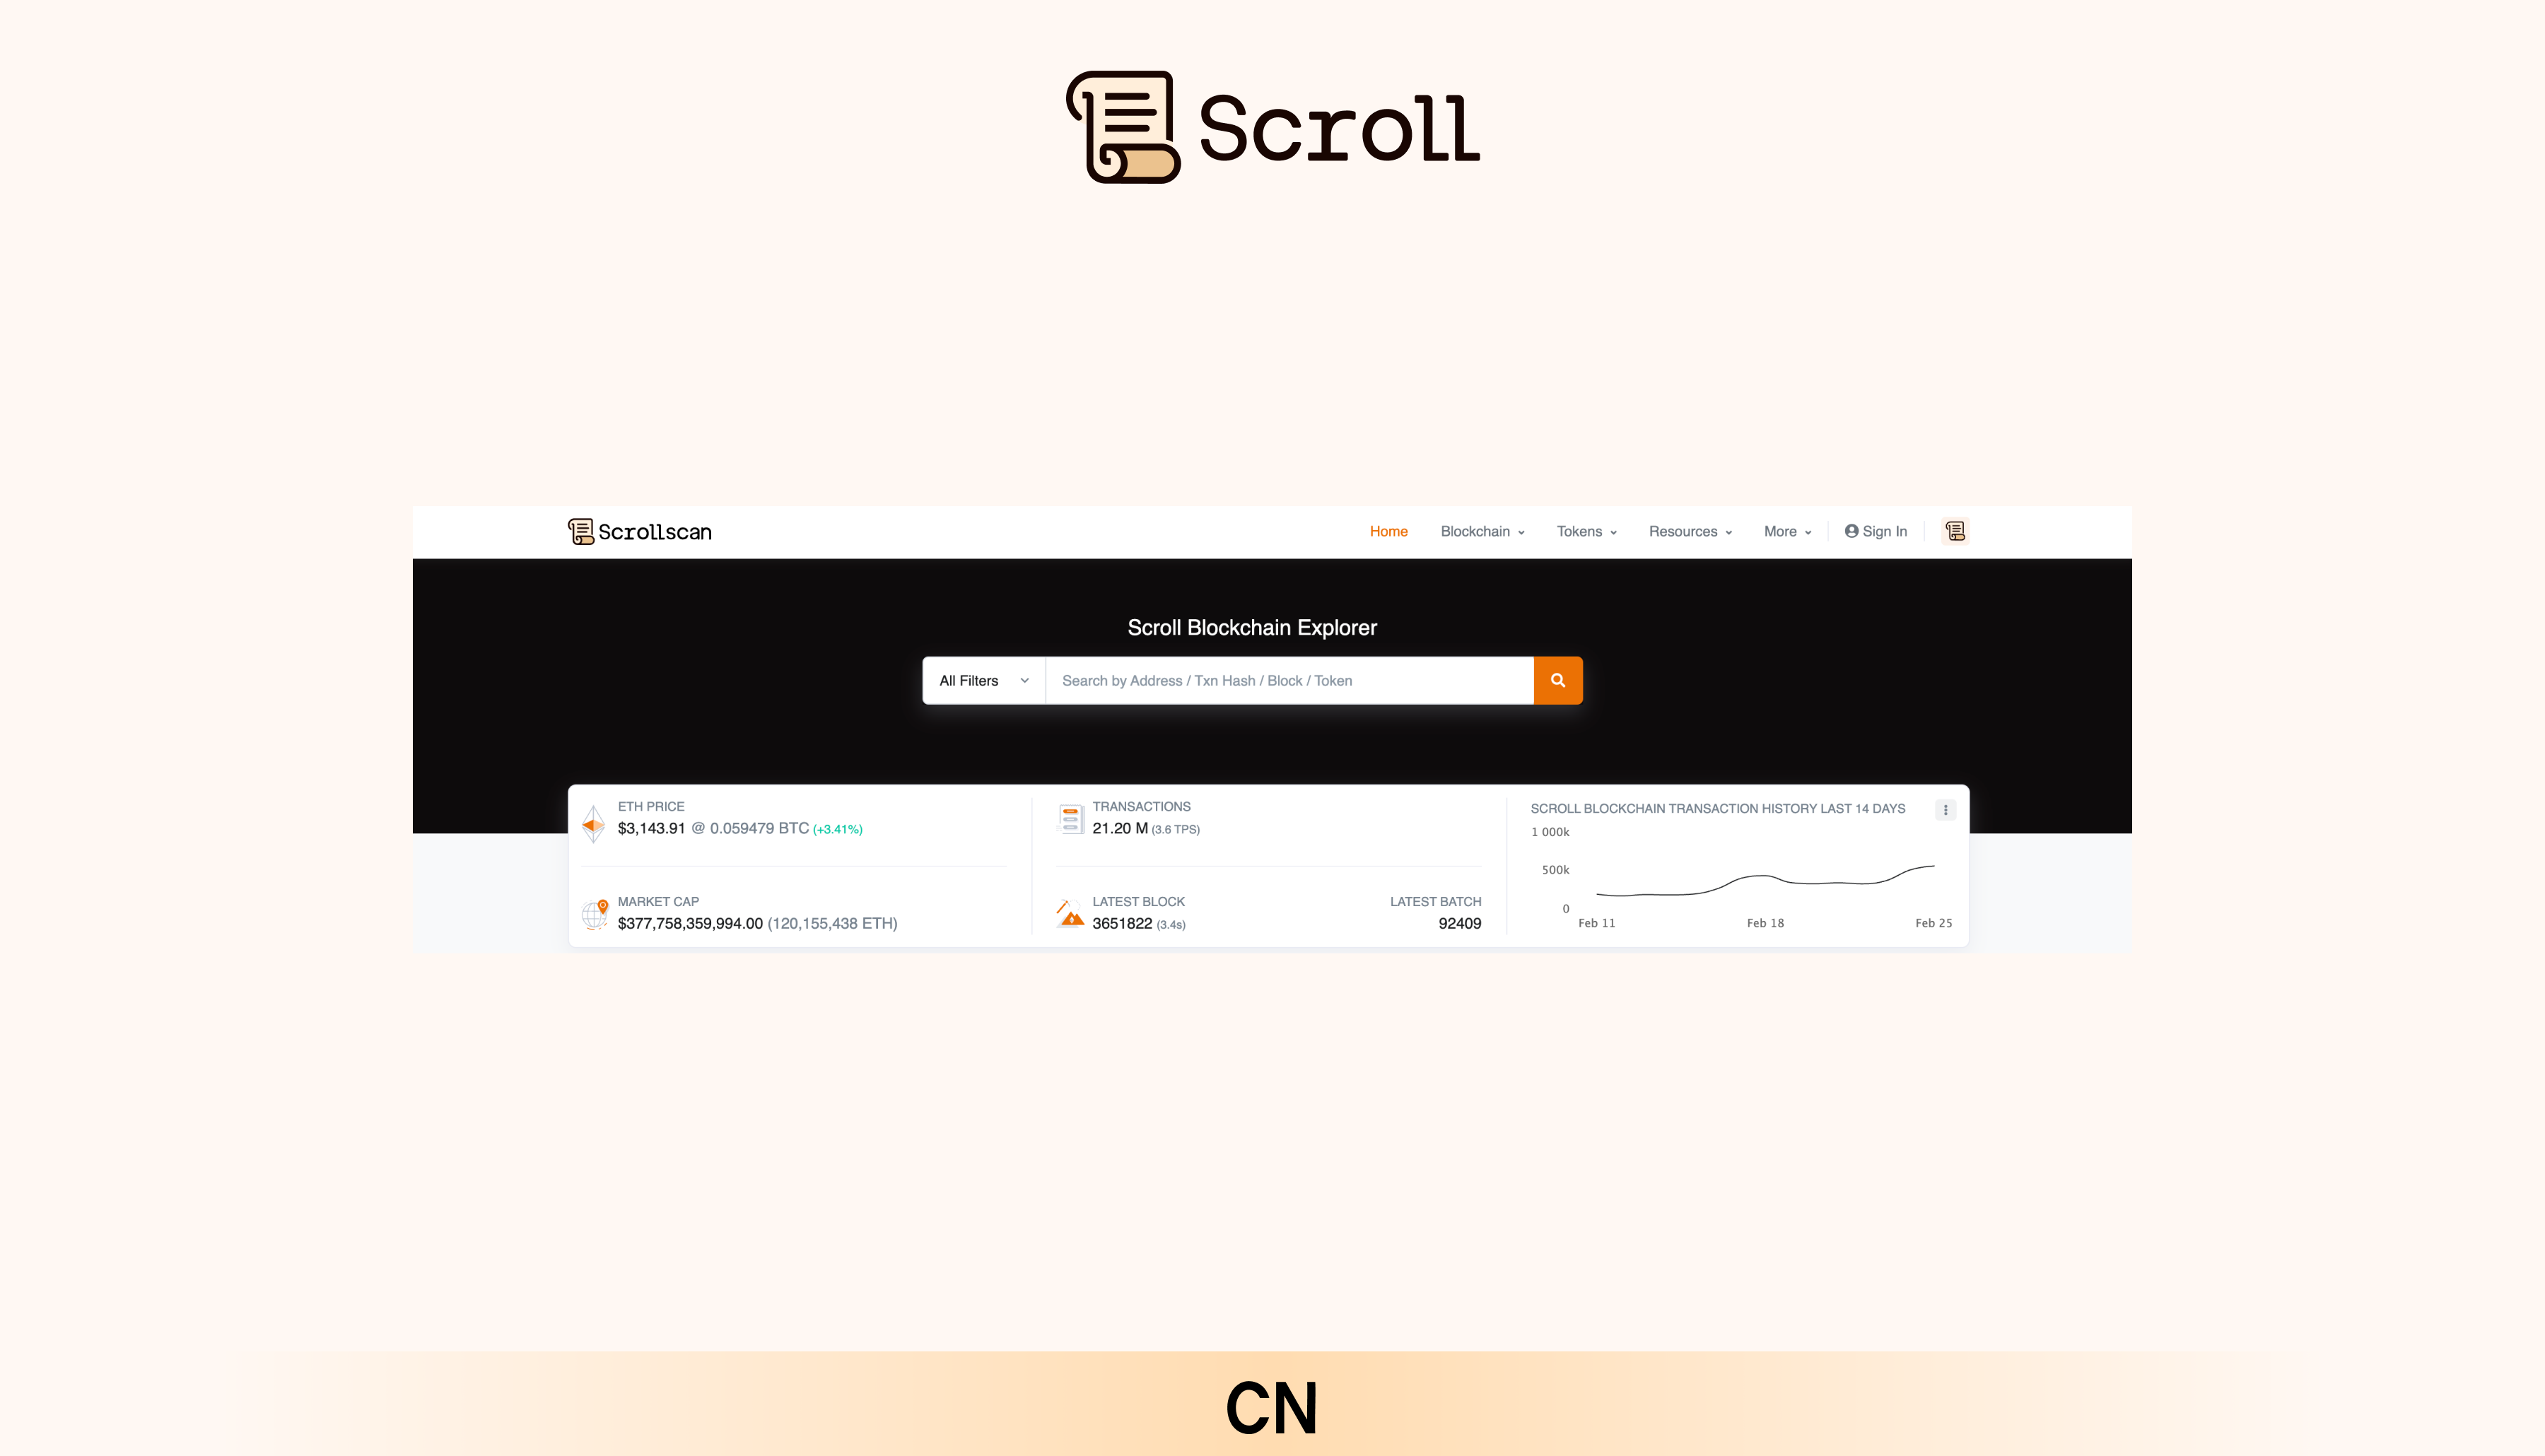 Scroll
Scrollscan
Home Blockchain Tokens Resources More Sign In
Scroll Blockchain Explorer
All Filters Search by Address / Txn Hash / Block / Token
ETH PRICE
$3,143.91 @ 0.059479 BTC (+3.41%)
MARKET CAP
$377,758,359,994.00 (120,155,438 ETH)
TRANSACTIONS
21.20 M (3.6 TPS)
LATEST BLOCK
3651822 (3.4s)
LATEST BATCH
92409
SCROLL BLOCKCHAIN TRANSACTION HISTORY LAST 14 DAYS
1 000k
500k
0
Feb 11 Feb 18 Feb 25
CN